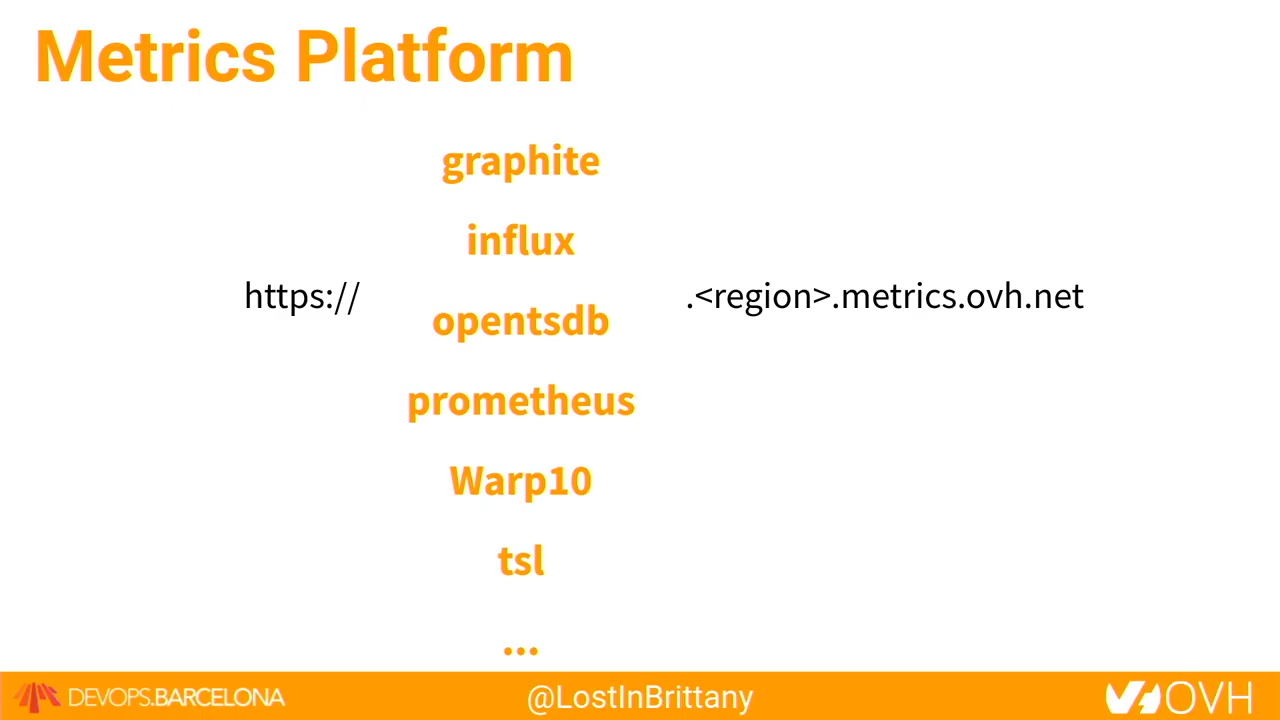 Metrics Platform
graphite
influx
https:// .<region>.metrics.ovh.net
opentsdb
prometheus
Warp10
tsl
...
DEVOPS.BARCELONA @LostInBrittany OVH